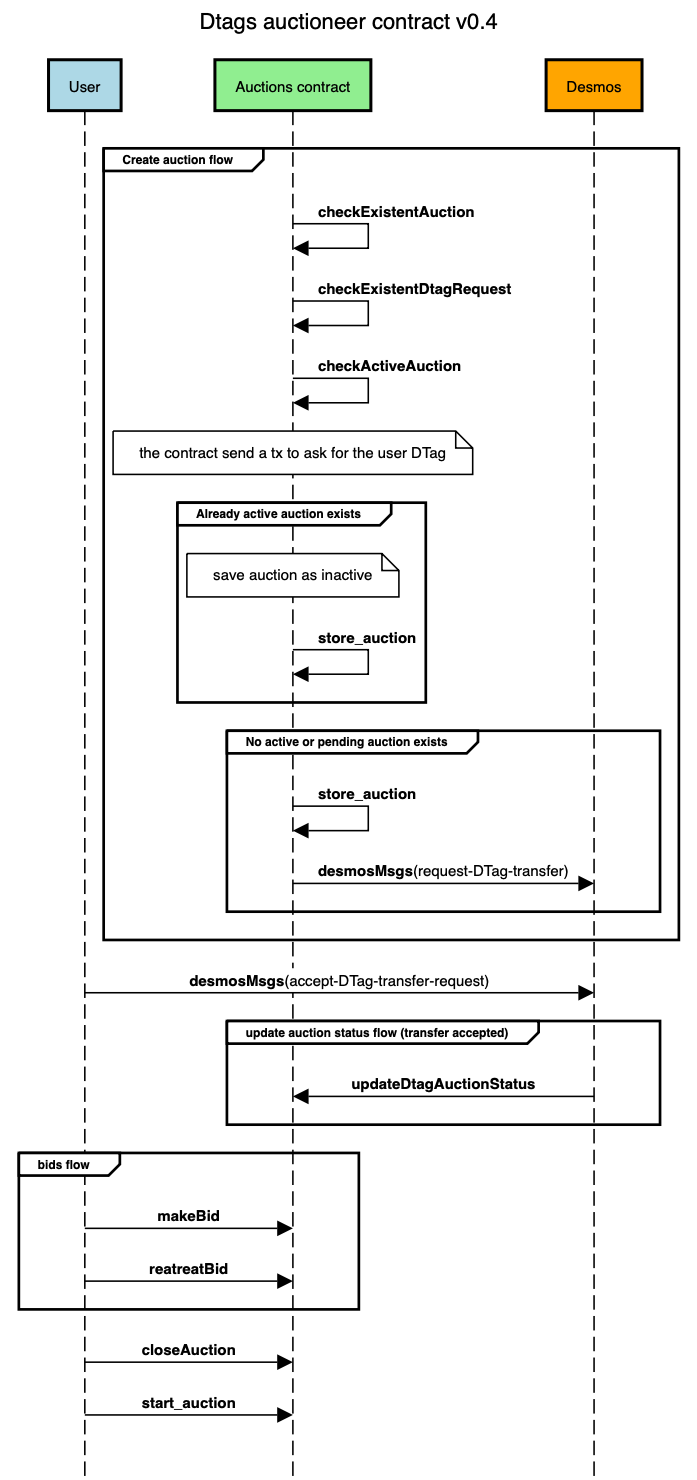 Dtags auctioneer contract v0.4
User
Auctions contract
Desmos
Create auction flow
checkExistentAuction
checkExistentDtagRequest
checkActiveAuction
the contract send a tx to ask for the user DTag
Already active auction exists
save auction as inactive
store_auction
No active or pending auction exists
store_auction
desmosMsgs(request-DTag-transfer)
desmosMsgs(accept-DTag-transfer-request)
update auction status flow (transfer accepted)
updateDtagAuctionStatus
bids flow
makeBid
reatreatBid
closeAuction
start_auction